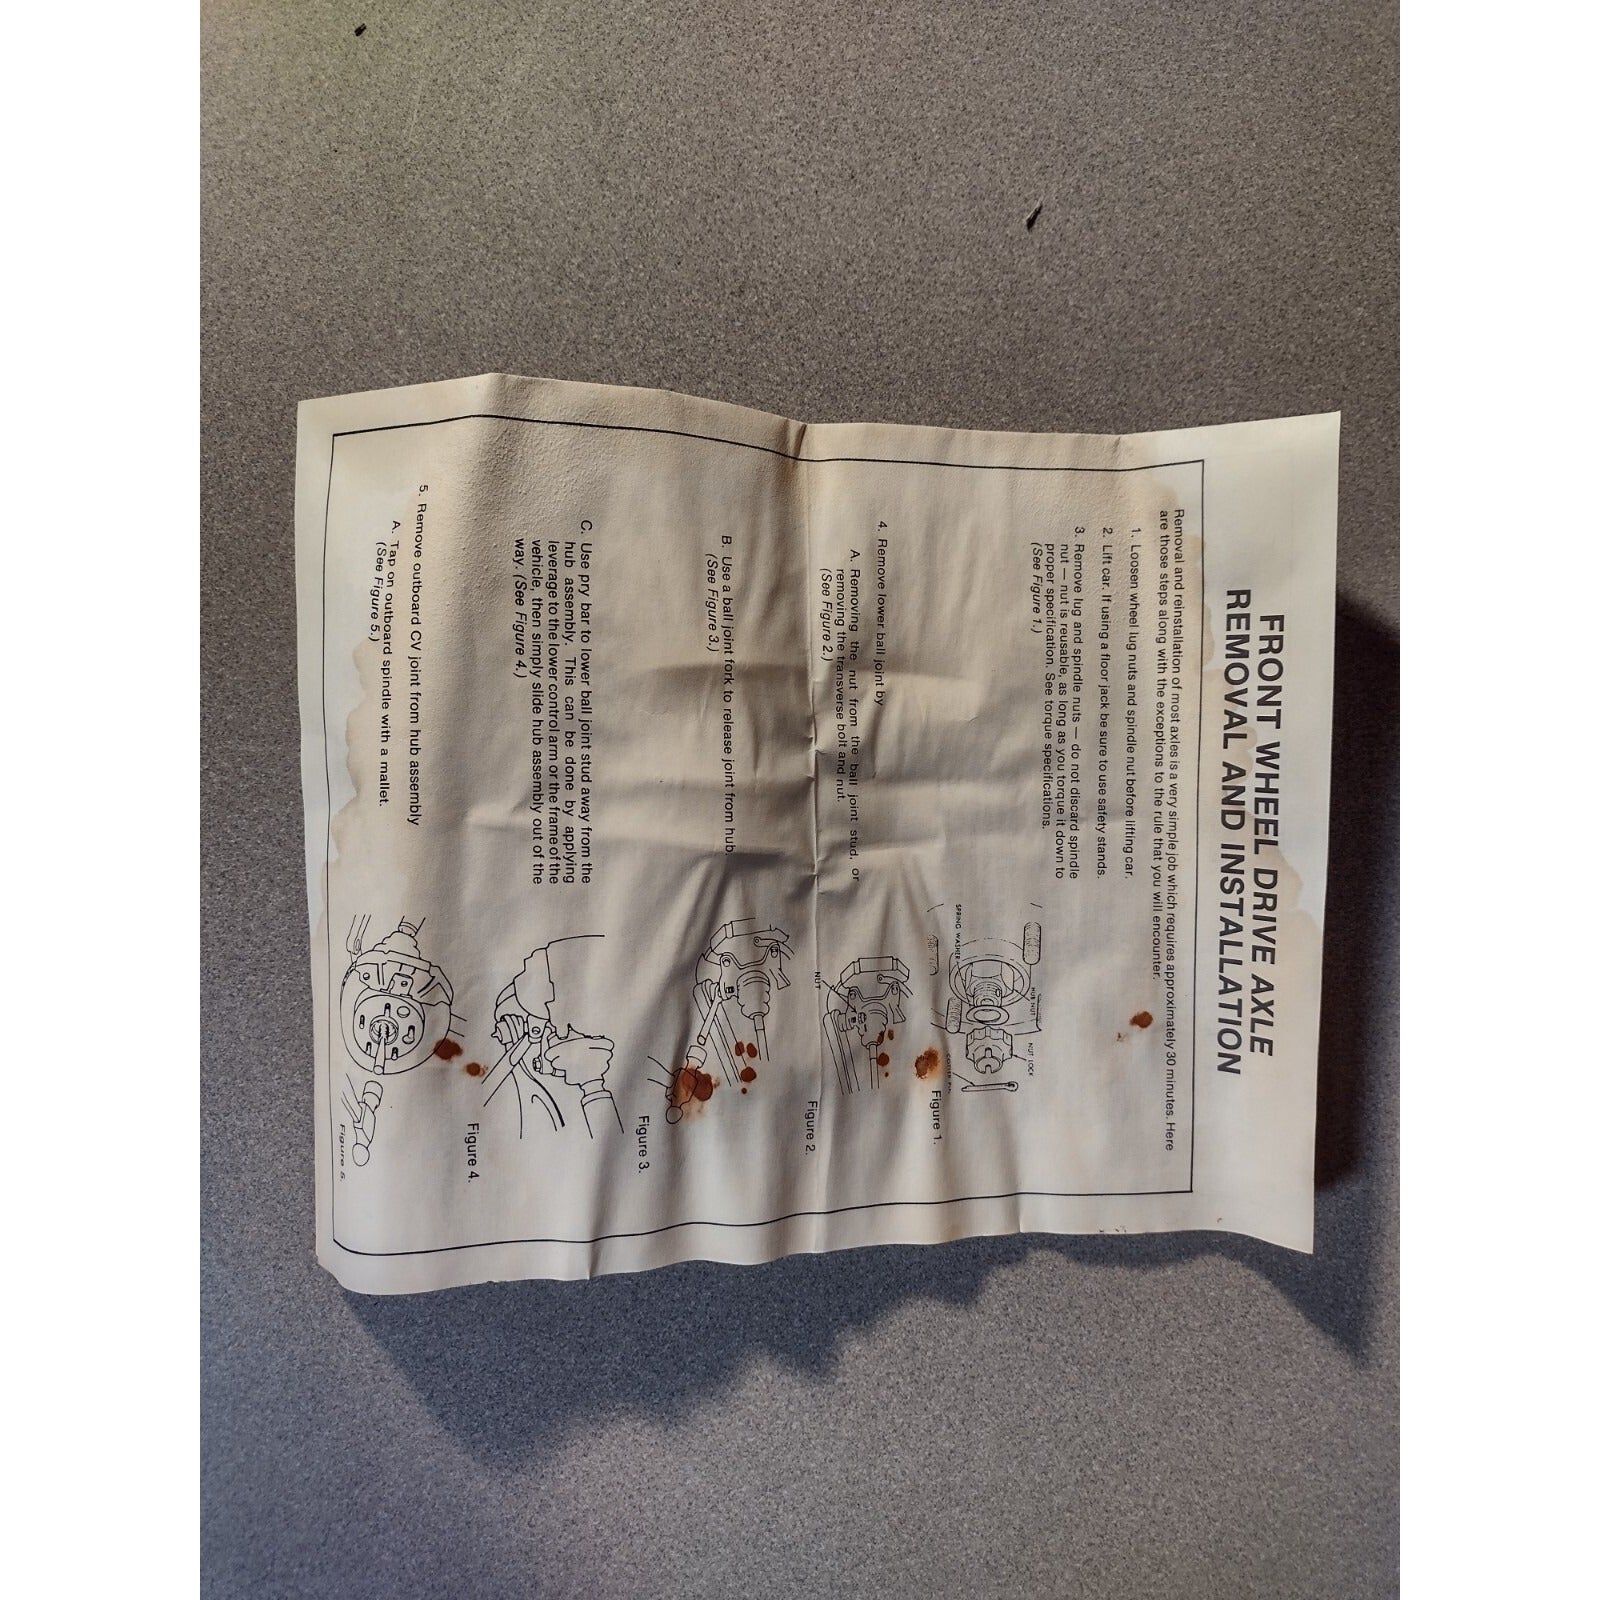 FRONT WHEEL DRIVE AXLE
REMOVAL AND INSTALLATION
Removal and reinstallation of most axles is a very simple job which requires approximately 30 minutes. Here
are those steps along with the exceptions to the rule that you will encounter.
1. Loosen wheel lug nuts and spindle nut before lifting car.
2. Lift car. If using a floor jack be sure to use safety stands.
3. Remove lug and spindle nuts — do not discard spindle
nut — nut is reusable, as long as you torque it down to
proper specification. See torque specifications.
(See Figure 1.)
HUB NUT
NUT LOCK
SPRING WASHER
COTTER PIN
Figure 1.
4. Remove lower ball joint by
A. Removing the nut from the ball joint stud, or
removing the transverse bolt and nut.
(See Figure 2.)
NUT
Figure 2.
B. Use a ball joint fork to release joint from hub.
(See Figure 3.)
Figure 3.
C. Use pry bar to lower ball joint stud away from the
hub assembly. This can be done by applying
leverage to the lower control arm or the frame of the
vehicle, then simply slide hub assembly out of the
way. (See Figure 4.)
Figure 4.
5. Remove outboard CV joint from hub assembly
A. Tap on outboard spindle with a mallet.
(See Figure 5.)
Figure 5.